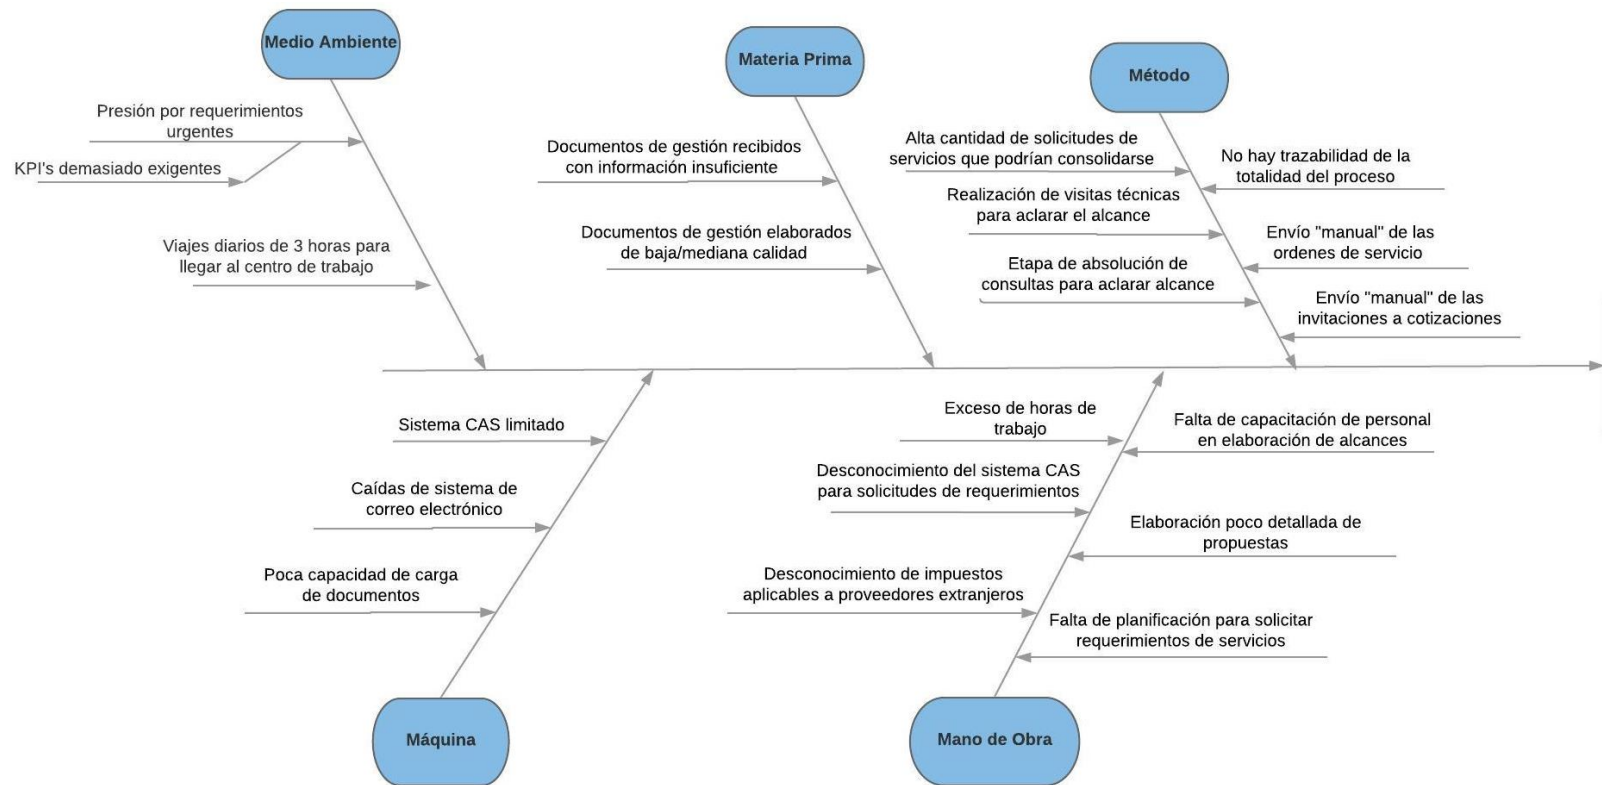 Medio Ambiente
Presión por requerimientos
urgentes
KPI's demasiado exigentes
Viajes diarios de 3 horas para
llegar al centro de trabajo
Materia Prima
Documentos de gestión recibidos
con información insuficiente
Documentos de gestión elaborados
de baja/mediana calidad
Método
Alta cantidad de solicitudes de
servicios que podrían consolidarse
No hay trazabilidad de la
totalidad del proceso
Realización de visitas técnicas
para aclarar el alcance
Envío "manual" de las
ordenes de servicio
Etapa de absolución de
consultas para aclarar alcance
Envío "manual" de las
invitaciones a cotizaciones
Sistema CAS limitado
Caídas de sistema de
correo electrónico
Poca capacidad de carga
de documentos
Máquina
Exceso de horas de
trabajo
Falta de capacitación de personal
en elaboración de alcances
Desconocimiento del sistema CAS
para solicitudes de requerimientos
Elaboración poco detallada de
propuestas
Desconocimiento de impuestos
aplicables a proveedores extranjeros
Falta de planificación para solicitar
requerimientos de servicios
Mano de Obra